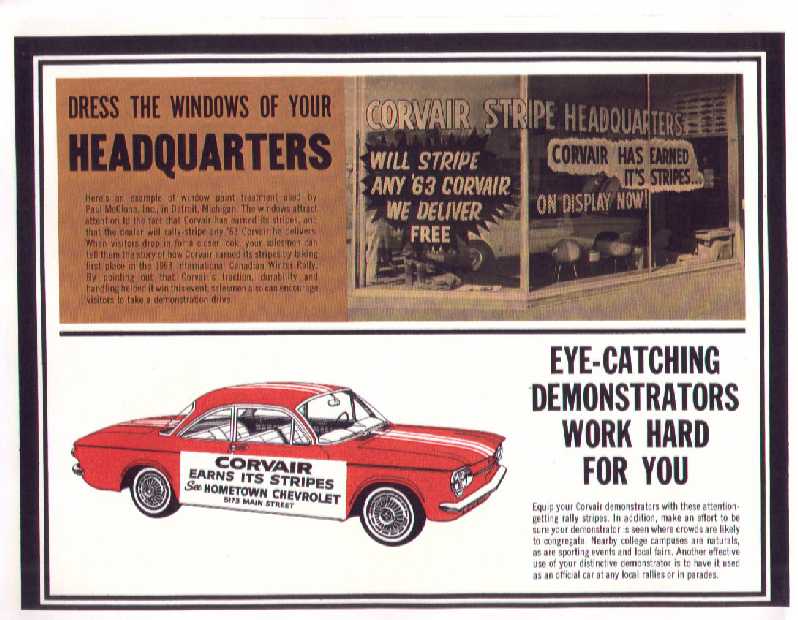 DRESS THE WINDOWS OF YOUR
HEADQUARTERS
Here's an example of window paint treatment used by
Paul McGlone, Inc., in Detroit, Michigan. The windows attract
attention to the fact that Corvair has earned its stripes, and
that the dealer will rally-stripe any '63 Corvair he delivers.
When visitors drop in for a closer look, your salesmen can
tell them the story of how Corvair earned its stripes by taking
first place in the 1963 International Canadian Winter Rally.
By pointing out that Corvair's traction, durability and
handling helped it win this event, salesmen also can encourage
visitors to take a demonstration drive.
CORVAIR STRIPE HEADQUARTERS
WILL STRIPE
ANY '63 CORVAIR
WE DELIVER
FREE
CORVAIR HAS EARNED
IT'S STRIPES...
ON DISPLAY NOW!
CORVAIR
EARNS ITS STRIPES
See HOMETOWN CHEVROLET
5173 MAIN STREET
EYE-CATCHING
DEMONSTRATORS
WORK HARD
FOR YOU
Equip your Corvair demonstrators with these attention-
getting rally stripes. In addition, make an effort to be
sure your demonstrator is seen where crowds are likely
to congregate. Nearby college campuses are naturals,
as are sporting events and local fairs. Another effective
use of your distinctive demonstrator is to have it used
as an official car at any local rallies or in parades.